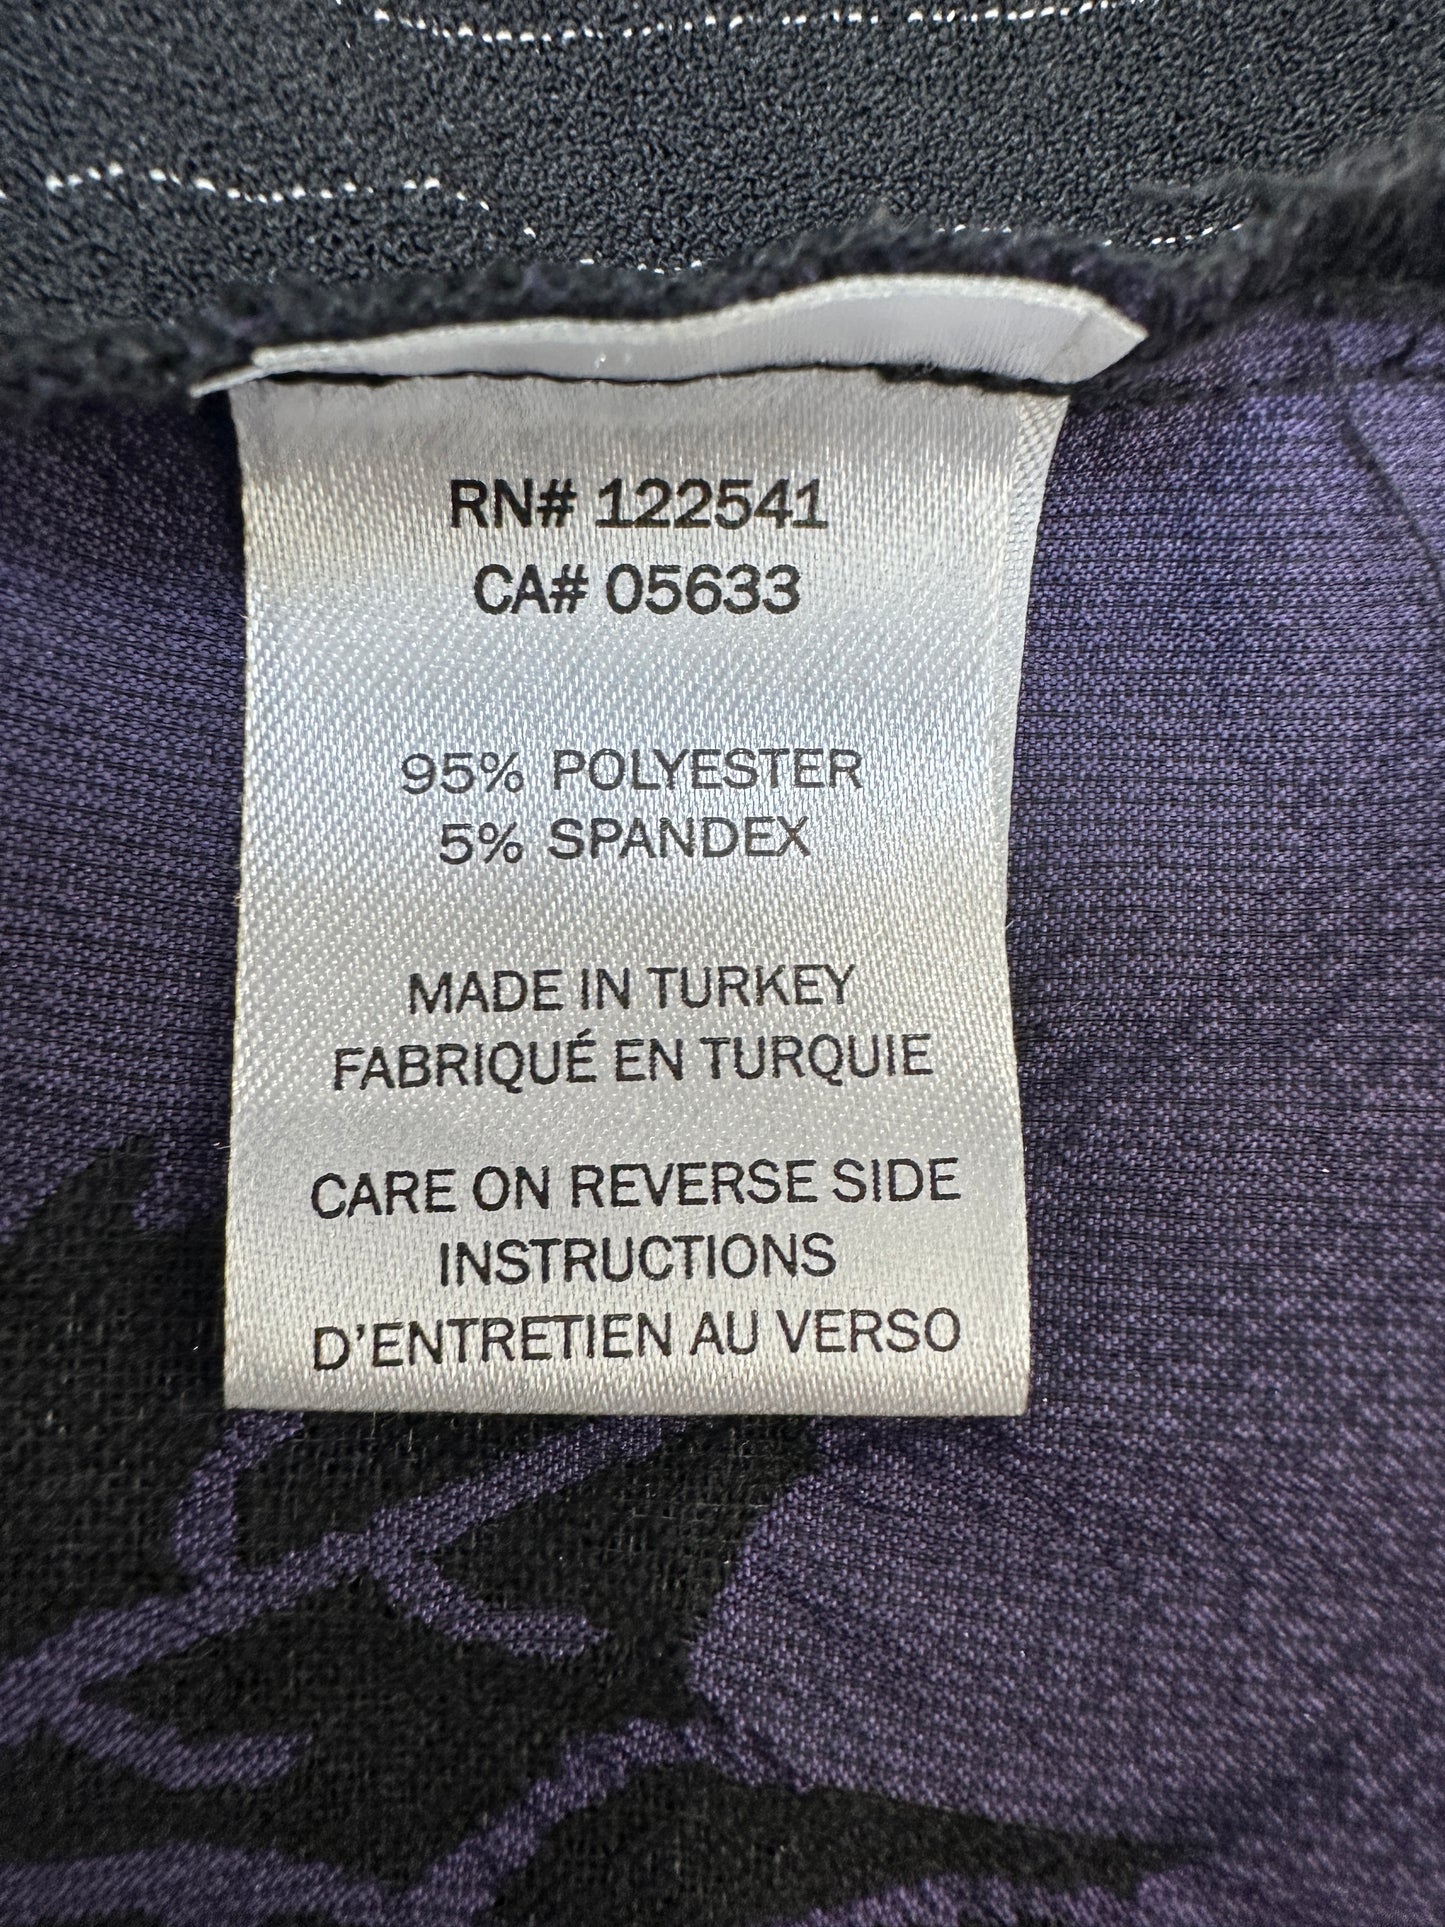 RN# 122541
CA# 05633
95% POLYESTER
5% SPANDEX
MADE IN TURKEY
FABRIQUÉ EN TURQUIE
CARE ON REVERSE SIDE
INSTRUCTIONS
D'ENTRETIEN AU VERSO